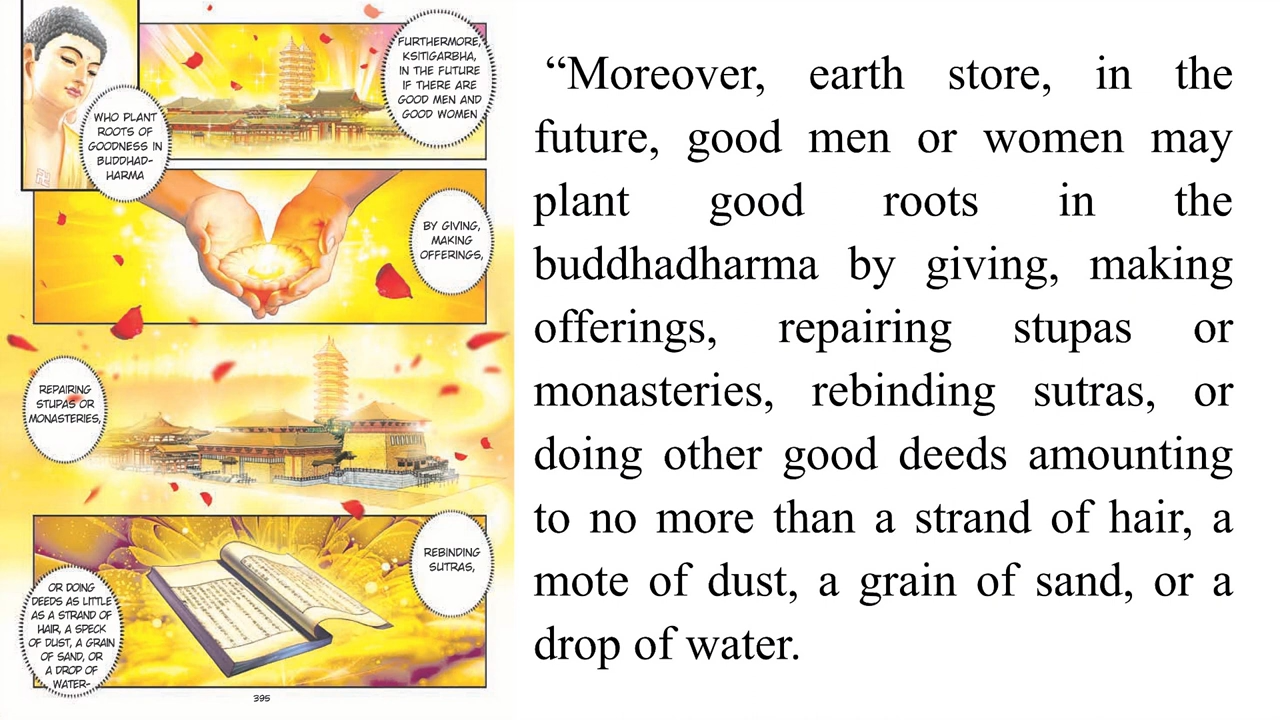 FURTHERMORE,
KSITIGARBHA,
IN THE FUTURE
IF THERE ARE
GOOD MEN AND
GOOD WOMEN
WHO PLANT
ROOTS OF
GOODNESS IN
BUDDHAD-
HARMA
BY GIVING,
MAKING
OFFERINGS,
REPAIRING
STUPAS OR
MONASTERIES,
REBINDING
SUTRAS,
OR DOING
DEEDS AS LITTLE
AS A STRAND OF
HAIR, A SPECK
OF DUST, A GRAIN
OF SAND, OR
A DROP OF
WATER-
395
“Moreover, earth store, in the
future, good men or women may
plant good roots in the
buddhadharma by giving, making
offerings, repairing stupas or
monasteries, rebinding sutras, or
doing other good deeds amounting
to no more than a strand of hair, a
mote of dust, a grain of sand, or a
drop of water.